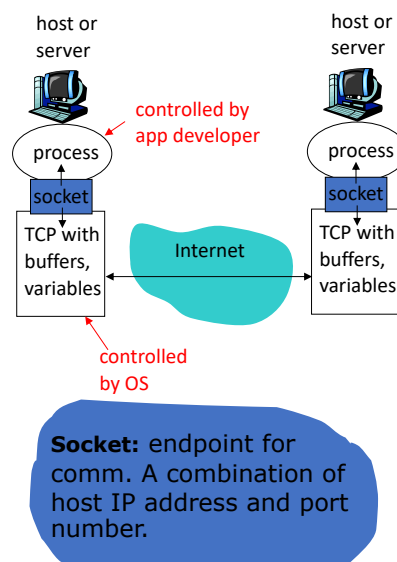 host or
server
host or
server
controlled by
app developer
process
process
socket
socket
TCP with
buffers,
variables
Internet
TCP with
buffers,
variables
controlled
by OS
Socket: endpoint for
comm. A combination of
host IP address and port
number.